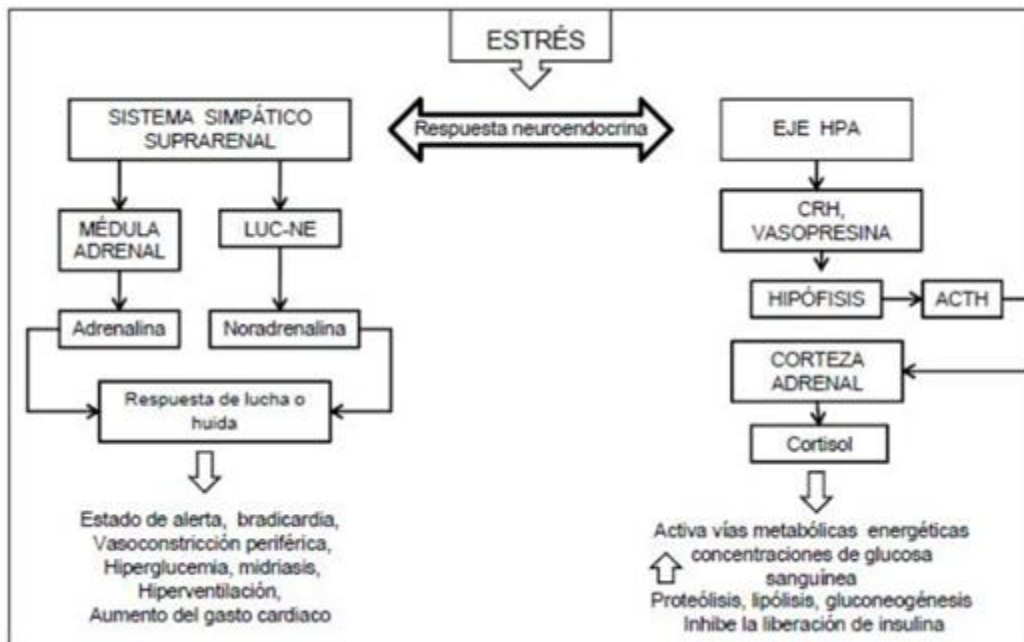 ESTRÉS
SISTEMA SIMPÁTICO
SUPRARENAL
Respuesta neuroendocrina
EJE HPA
MÉDULA
ADRENAL
LUC-NE
CRH,
VASOPRESINA
Adrenalina
Noradrenalina
HIPÓFISIS
ACTH
Respuesta de lucha o
huida
CORTEZA
ADRENAL
Cortisol
Estado de alerta, bradicardia,
Vasoconstricción periférica,
Hiperglucemia, midriasis,
Hiperventilación,
Aumento del gasto cardiaco
Activa vías metabólicas energéticas
concentraciones de glucosa
sanguínea
Proteólisis, lipólisis, gluconeogénesis
Inhibe la liberación de insulina